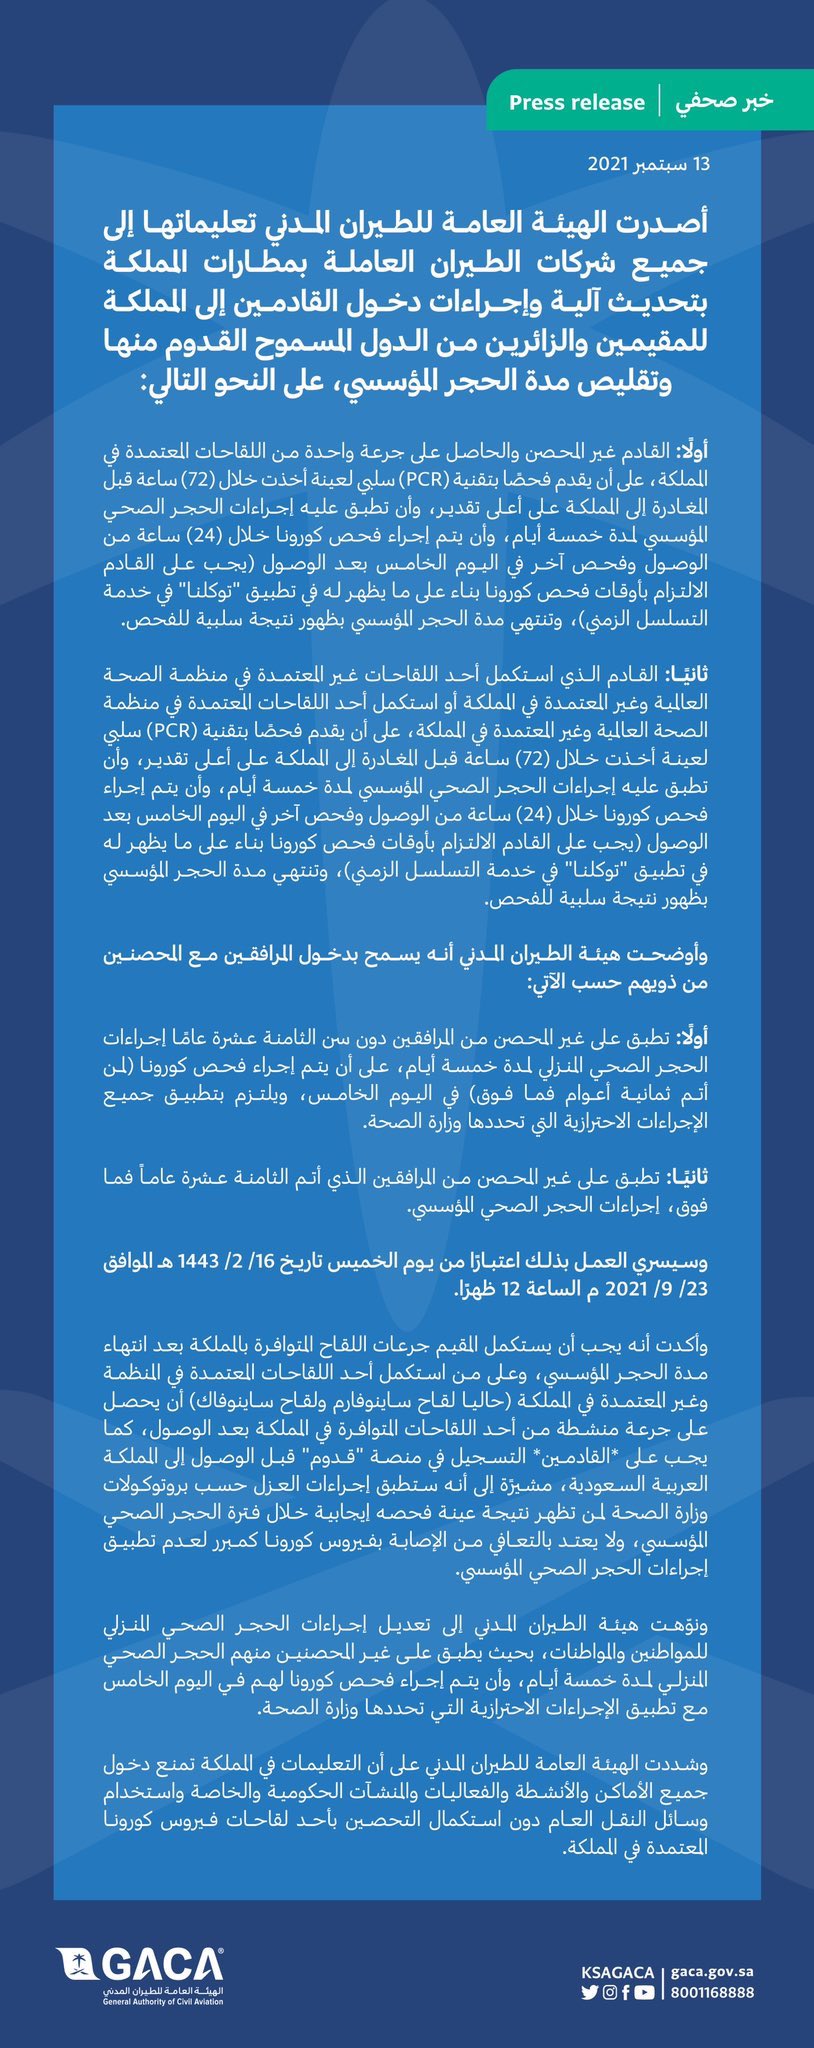 خبر صحفي | Press release
13 سبتمبر 2021
أصدرت الهيئة العامة للطيران المدني تعليماتها إلى
جميع شركات الطيران العاملة بمطارات المملكة
بتحديث آلية وإجراءات دخول القادمين إلى المملكة
للمقيمين والزائرين من الدول المسموح القدوم منها
وتقليص مدة الحجر المؤسسي، على النحو التالي:
أولًا: القادم غير المحصن والحاصل على جرعة واحدة من اللقاحات المعتمدة في
المملكة، على أن يقدم فحصًا بتقنية (PCR) سلبي لعينة أخذت خلال (72) ساعة قبل
المغادرة إلى المملكة على أعلى تقدير، وأن تطبق عليه إجراءات الحجر الصحي
المؤسسي لمدة خمسة أيام، وأن يتم إجراء فحص كورونا خلال (24) ساعة من
الوصول وفحص آخر في اليوم الخامس بعد الوصول (يجب على القادم
الالتزام بأوقات فحص كورونا بناء على ما يظهر له في تطبيق "توكلنا" في خدمة
التسلسل الزمني)، وتنتهي مدة الحجر المؤسسي بظهور نتيجة سلبية للفحص.
ثانيًا: القادم الذي استكمل أحد اللقاحات غير المعتمدة في منظمة الصحة
العالمية وغير المعتمدة في المملكة أو استكمل أحد اللقاحات المعتمدة في منظمة
الصحة العالمية وغير المعتمدة في المملكة، على أن يقدم فحصًا بتقنية (PCR) سلبي
لعينة أخذت خلال (72) ساعة قبل المغادرة إلى المملكة على أعلى تقدير، وأن
تطبق عليه إجراءات الحجر الصحي المؤسسي لمدة خمسة أيام، وأن يتم إجراء
فحص كورونا خلال (24) ساعة من الوصول وفحص آخر في اليوم الخامس بعد
الوصول (يجب على القادم الالتزام بأوقات فحص كورونا بناء على ما يظهر له
في تطبيق "توكلنا" في خدمة التسلسل الزمني)، وتنتهي مدة الحجر المؤسسي
بظهور نتيجة سلبية للفحص.
وأوضحت هيئة الطيران المدني أنه يسمح بدخول المرافقين مع المحصنين
من ذويهم حسب الآتي:
أولًا: تطبق على غير المحصن من المرافقين دون سن الثامنة عشرة عامًا إجراءات
الحجر الصحي المنزلي لمدة خمسة أيام، على أن يتم إجراء فحص كورونا (لمن
أتم ثمانية أعوام فما فوق) في اليوم الخامس، ويلتزم بتطبيق جميع
الإجراءات الاحترازية التي تحددها وزارة الصحة.
ثانيًا: تطبق على غير المحصن من المرافقين الذي أتم الثامنة عشرة عاماً فما
فوق، إجراءات الحجر الصحي المؤسسي.
وسيسري العمل بذلك اعتبارًا من يوم الخميس تاريخ 16/ 2/ 1443 هـ الموافق
23/ 9/ 2021 م الساعة 12 ظهرًا.
وأكدت أنه يجب أن يستكمل المقيم جرعات اللقاح المتوافرة بالمملكة بعد انتهاء
مدة الحجر المؤسسي، وعلى من استكمل أحد اللقاحات المعتمدة في المنظمة
وغير المعتمدة في المملكة (حاليا لقاح ساينوفارم ولقاح ساينوفاك) أن يحصل
على جرعة منشطة من أحد اللقاحات المتوافرة في المملكة بعد الوصول، كما
يجب على *القادمين* التسجيل في منصة "قدوم" قبل الوصول إلى المملكة
العربية السعودية، مشيرًة إلى أنه ستطبق إجراءات العزل حسب بروتوكولات
وزارة الصحة لمن تظهر نتيجة عينة فحصه إيجابية خلال فترة الحجر الصحي
المؤسسي، ولا يعتد بالتعافي من الإصابة بفيروس كورونا كمبرر لعدم تطبيق
إجراءات الحجر الصحي المؤسسي.
ونوّهت هيئة الطيران المدني إلى تعديل إجراءات الحجر الصحي المنزلي
للمواطنين والمواطنات، بحيث يطبق على غير المحصنين منهم الحجر الصحي
المنزلي لمدة خمسة أيام، وأن يتم إجراء فحص كورونا لهم في اليوم الخامس
مع تطبيق الإجراءات الاحترازية التي تحددها وزارة الصحة.
وشددت الهيئة العامة للطيران المدني على أن التعليمات في المملكة تمنع دخول
جميع الأماكن والأنشطة والفعاليات والمنشآت الحكومية والخاصة واستخدام
وسائل النقل العام دون استكمال التحصين بأحد لقاحات فيروس كورونا
المعتمدة في المملكة.
GACA
الهيئة العامة للطيران المدني
General Authority of Civil Aviation
KSAGACA | gaca.gov.sa
8001168888